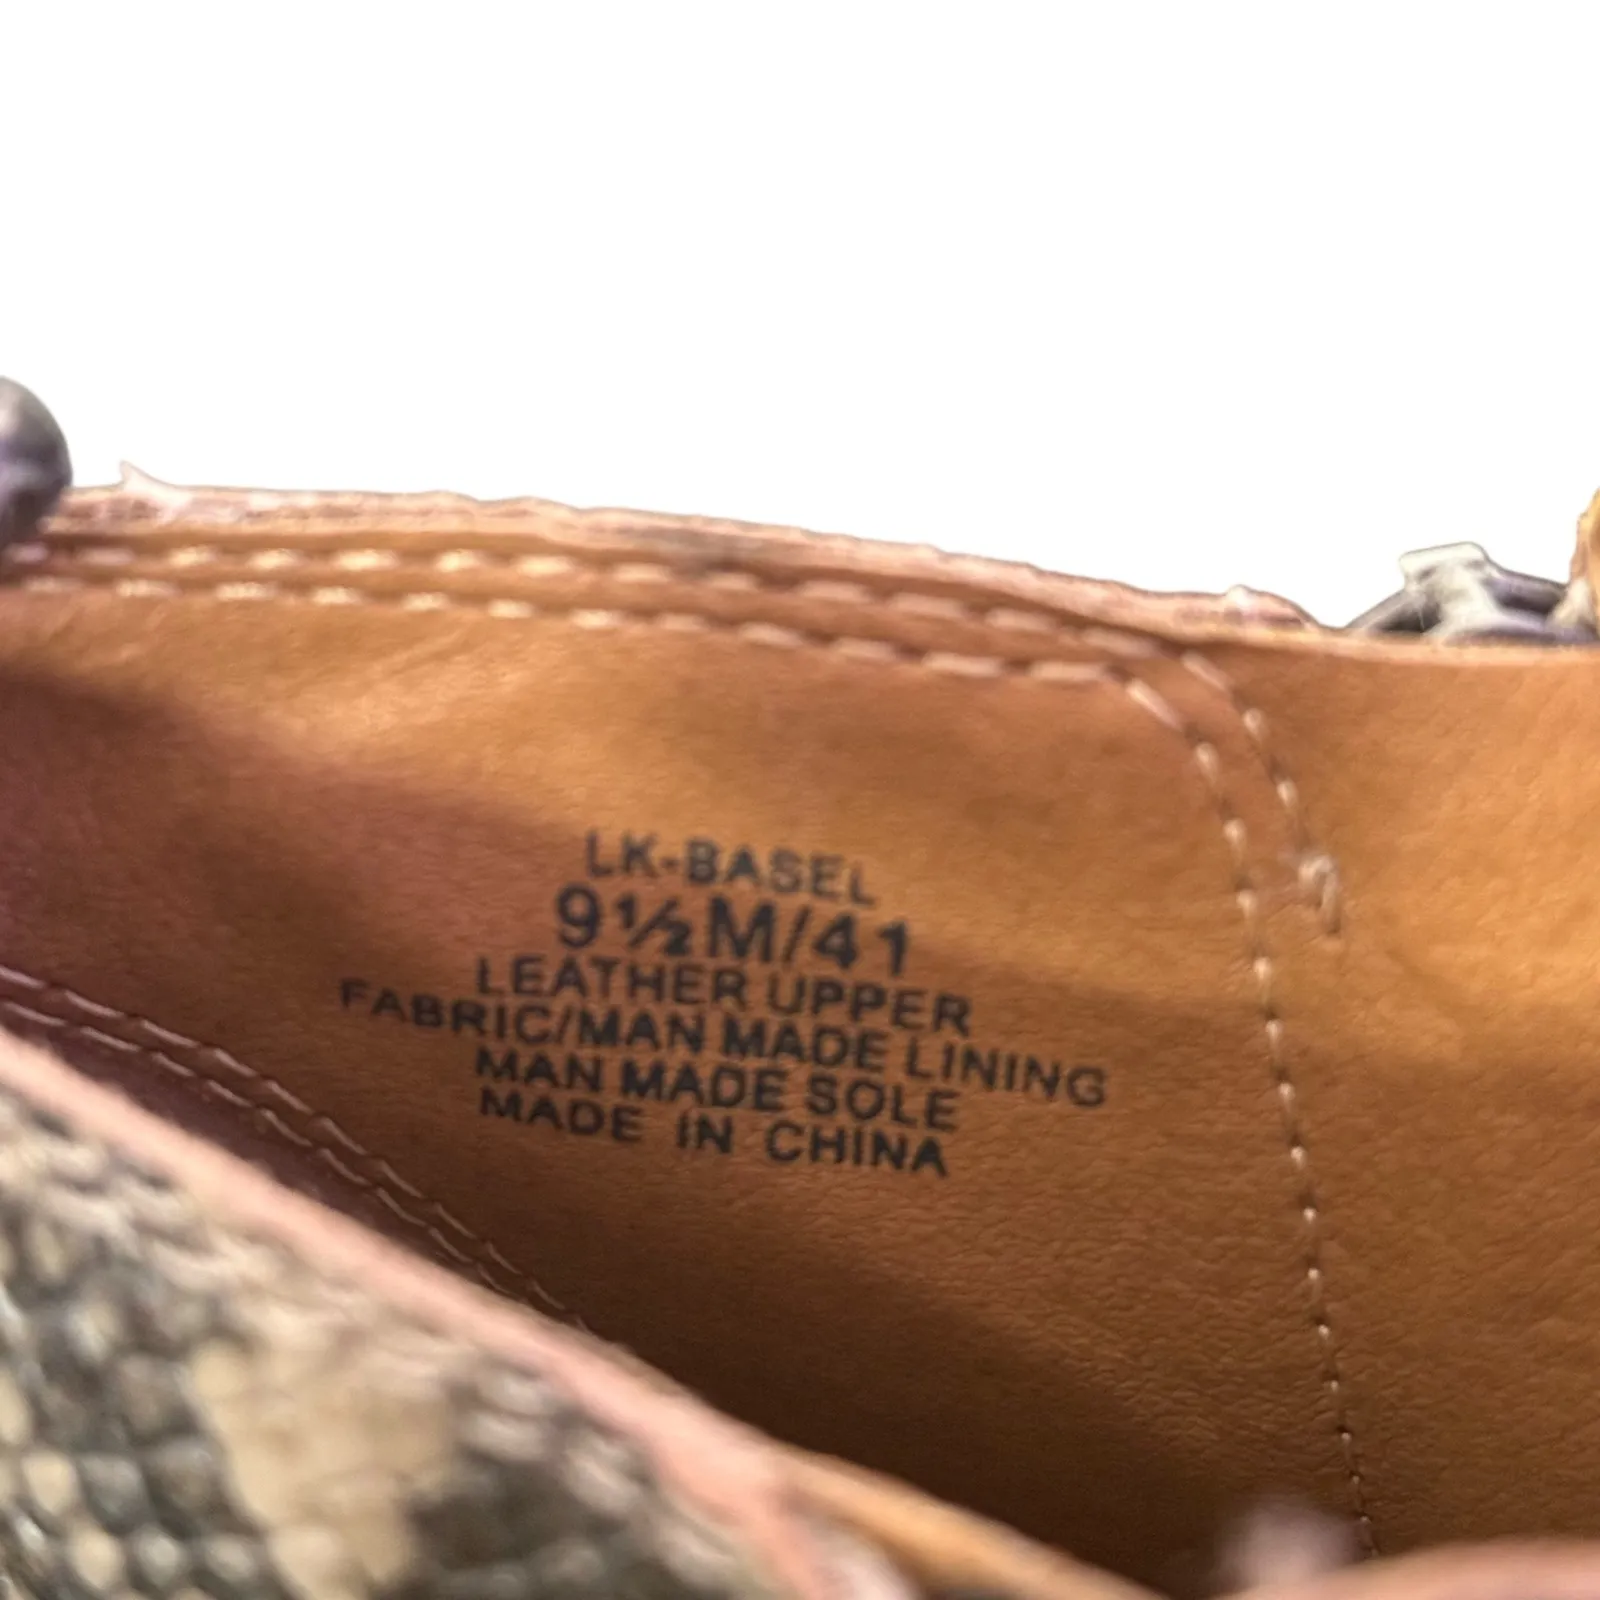 LK-BASEL
9½M/41
LEATHER UPPER
FABRIC/MAN MADE LINING
MAN MADE SOLE
MADE IN CHINA